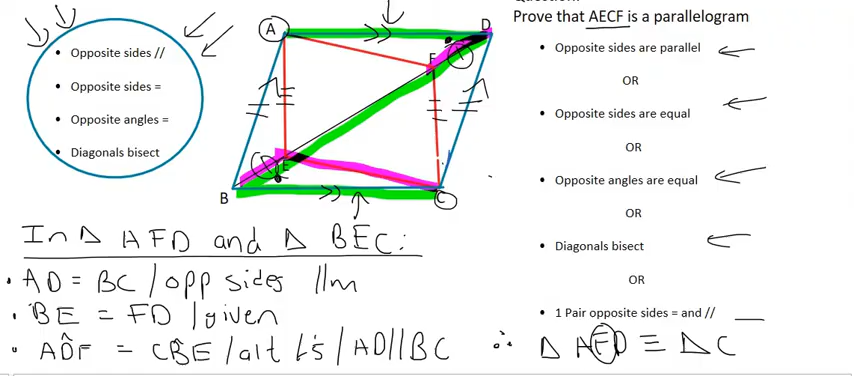 Question:
Prove that AECF is a parallelogram
• Opposite sides //
• Opposite sides =
• Opposite angles =
• Diagonals bisect
A
D
F
E
B
C
1
1
• Opposite sides are parallel
OR
• Opposite sides are equal
OR
• Opposite angles are equal
OR
• Diagonals bisect
OR
• 1 Pair opposite sides = and //
In Δ AFD and Δ BEC:
• AD = BC / opp sides //m
• BE = FD / given
• AD̂F = CB̂E / alt ∠'s / AD//BC
∴ Δ AFD ≡ Δ C